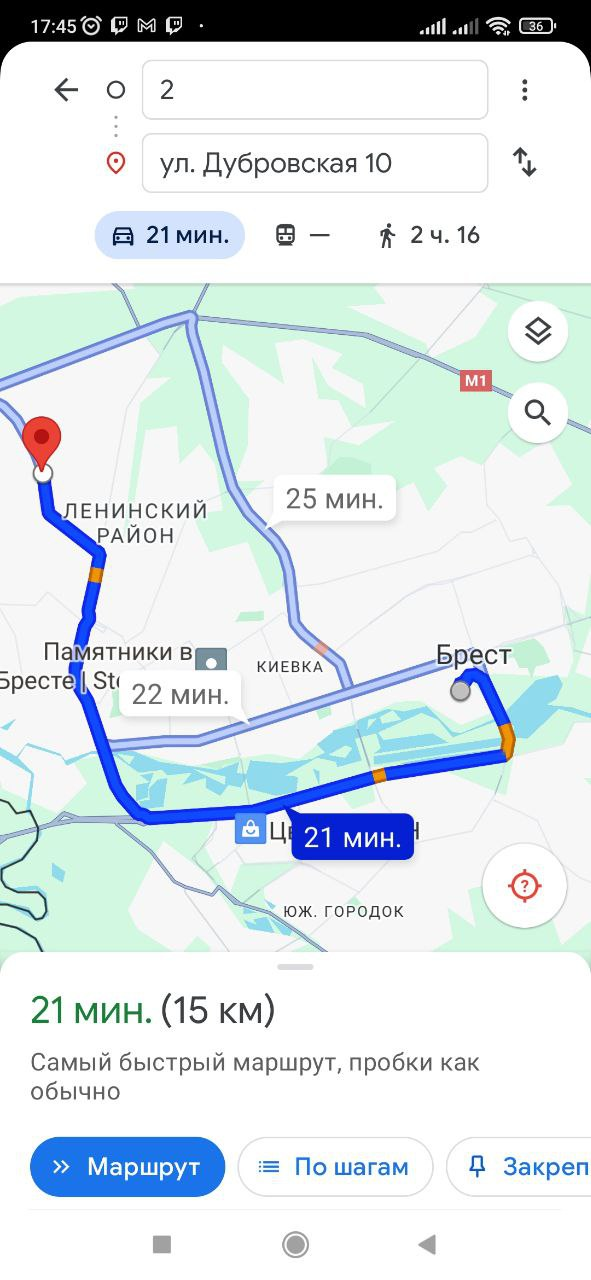 17:45
36
2
ул. Дубровская 10
21 мин.
—
2 ч. 16
M1
25 мин.
ЛЕНИНСКИЙ
РАЙОН
Памятники в
Бресте | Ste
КИЕВКА
Брест
22 мин.
21 мин.
ЮЖ. ГОРОДОК
21 мин. (15 км)
Самый быстрый маршрут, пробки как
обычно
Маршрут
По шагам
Закреп